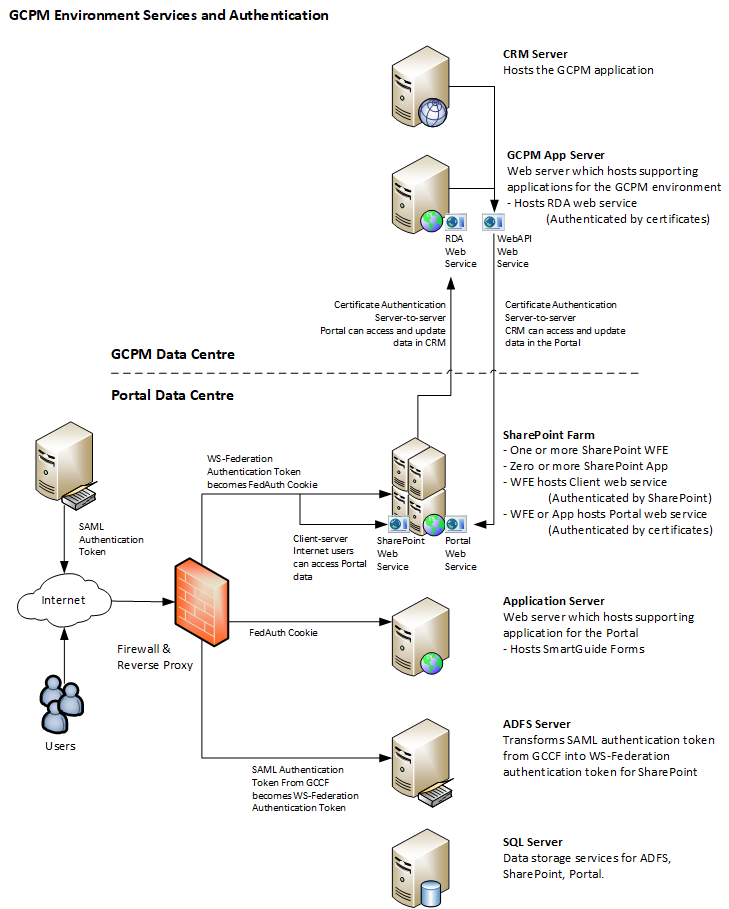 GCPM Environment Services and Authentication
CRM Server
Hosts the GCPM application
GCPM App Server
Web server which hosts supporting
applications for the GCPM environment
- Hosts RDA web service
(Authenticated by certificates)
RDA
Web
Service
WebAPI
Web
Service
Certificate Authentication
Server-to-server
Portal can access and update
data in CRM
Certificate Authentication
Server-to-server
CRM can access and update
data in the Portal
GCPM Data Centre
Portal Data Centre
SharePoint Farm
- One or more SharePoint WFE
- Zero or more SharePoint App
- WFE hosts Client web service
(Authenticated by SharePoint)
- WFE or App hosts Portal web service
(Authenticated by certificates)
WS-Federation
Authentication Token
becomes FedAuth Cookie
Client-server
Internet users
can access Portal
data
SharePoint
Web
Service
Portal
Web
Service
SAML
Authentication
Token
Internet
Firewall &
Reverse Proxy
Users
FedAuth Cookie
Application Server
Web server which hosts supporting
application for the Portal
- Hosts SmartGuide Forms
ADFS Server
Transforms SAML authentication token
from GCCF into WS-Federation
authentication token for SharePoint
SAML Authentication
Token From GCCF
becomes WS-Federation
Authentication Token
SQL Server
Data storage services for ADFS,
SharePoint, Portal.